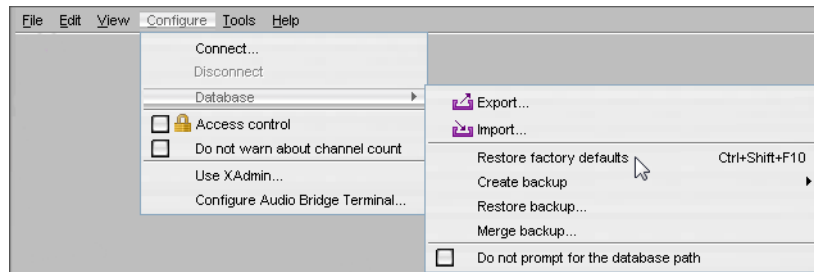 File Edit View Configure Tools Help
Connect...
Disconnect
Database
Access control
Do not warn about channel count
Use XAdmin...
Configure Audio Bridge Terminal...
Export...
Import...
Restore factory defaults Ctrl+Shift+F10
Create backup
Restore backup...
Merge backup...
Do not prompt for the database path